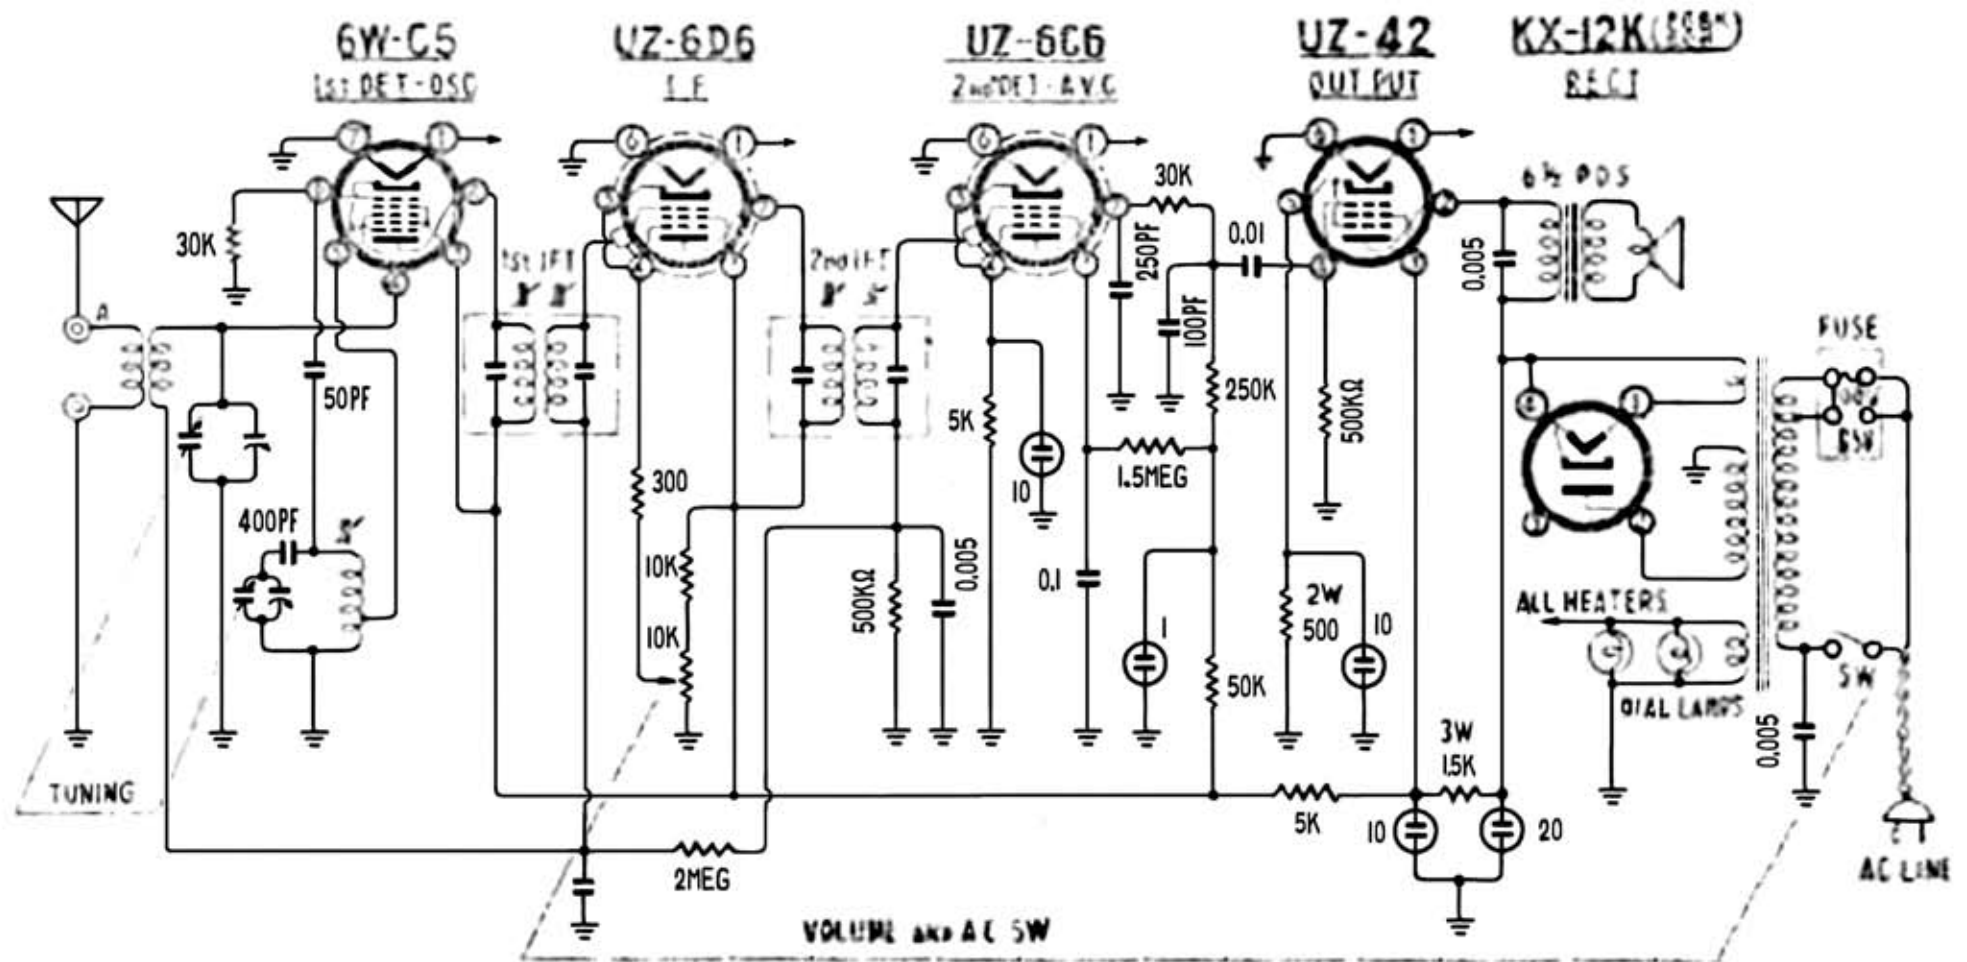 6W-C5
1st DET-OSC
UZ-6D6
I.F
UZ-6C6
2nd DET-A.V.C
UZ-42
OUTPUT
KX-12K
RECT
30K
50PF
400PF
A
TUNING
1st IFT
2nd IFT
300
10K
10K
500KΩ
0.005
2MEG
5K
10
0.1
1.5MEG
30K
250PF
100PF
0.01
250K
1
50K
500KΩ
2W
500
10
0.005
6½ P.D.S
FUSE
ALL HEATERS
DIAL LAMPS
SW
0.005
3W
1.5K
5K
10
20
AC LINE
VOLUME AND AC SW